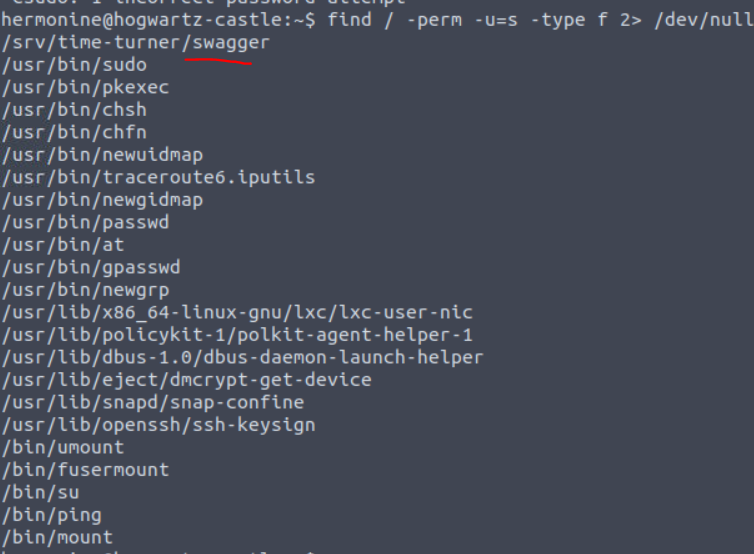 hermonine@hogwartz-castle:~$ find / -perm -u=s -type f 2> /dev/null
/srv/time-turner/swagger
/usr/bin/sudo
/usr/bin/pkexec
/usr/bin/chsh
/usr/bin/chfn
/usr/bin/newuidmap
/usr/bin/traceroute6.iputils
/usr/bin/newgidmap
/usr/bin/passwd
/usr/bin/at
/usr/bin/gpasswd
/usr/bin/newgrp
/usr/lib/x86_64-linux-gnu/lxc/lxc-user-nic
/usr/lib/policykit-1/polkit-agent-helper-1
/usr/lib/dbus-1.0/dbus-daemon-launch-helper
/usr/lib/eject/dmcrypt-get-device
/usr/lib/snapd/snap-confine
/usr/lib/openssh/ssh-keysign
/bin/umount
/bin/fusermount
/bin/su
/bin/ping
/bin/mount